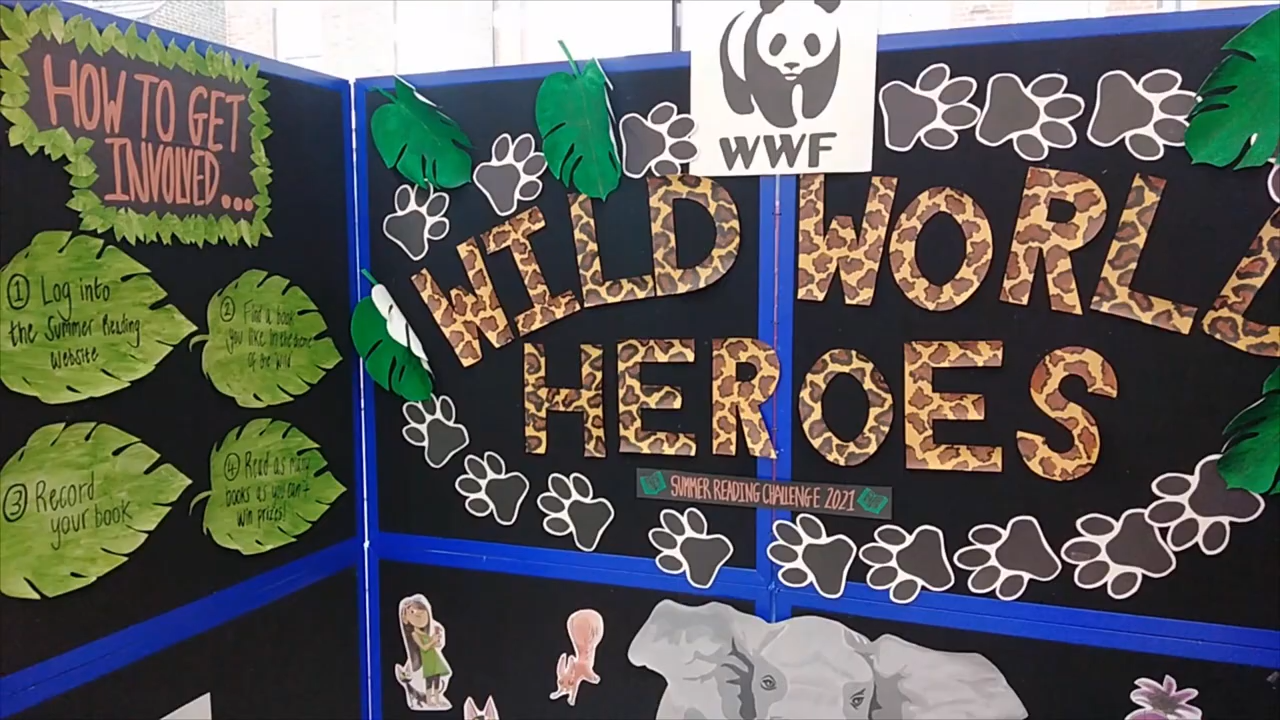 HOW TO GET
INVOLVED...
① Log into
the Summer Reading
Website
② Find a book
you like in the theme
of the wild
③ Record
your book
④ Read as many
books as you can &
win prizes!
WWF
WILD WORLD
HEROES
SUMMER READING CHALLENGE 2021